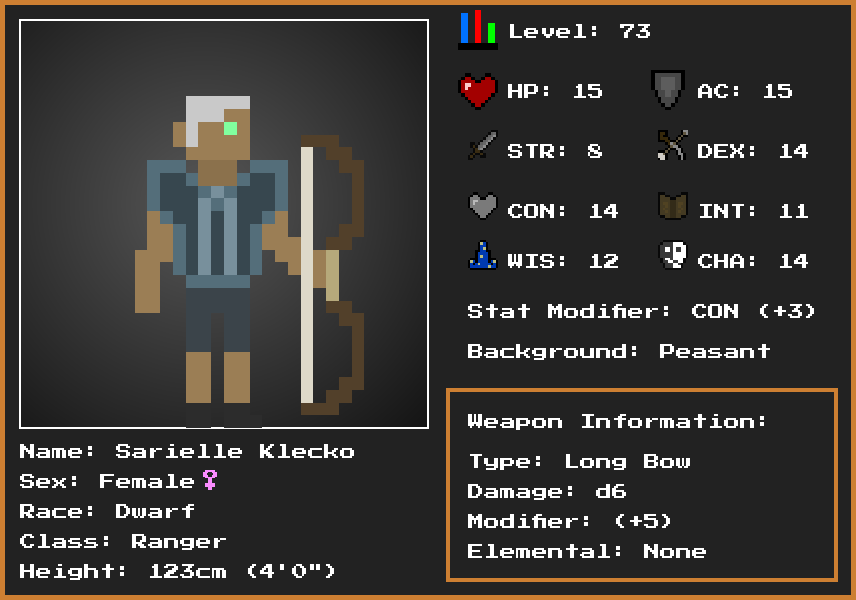 Level: 73
HP: 15
AC: 15
STR: 8
DEX: 14
CON: 14
INT: 11
WIS: 12
CHA: 14
Stat Modifier: CON (+3)
Background: Peasant
Weapon Information:
Type: Long Bow
Damage: d6
Modifier: (+5)
Elemental: None
Name: Sarielle Klecko
Sex: Female♀
Race: Dwarf
Class: Ranger
Height: 123cm (4'0")